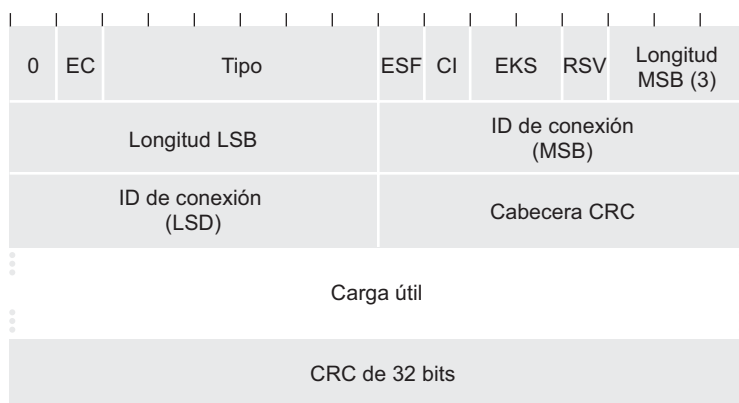 0 EC Tipo ESF CI EKS RSV Longitud
MSB (3)
Longitud LSB
ID de conexión
(MSB)
ID de conexión
(LSD)
Cabecera CRC
Carga útil
CRC de 32 bits